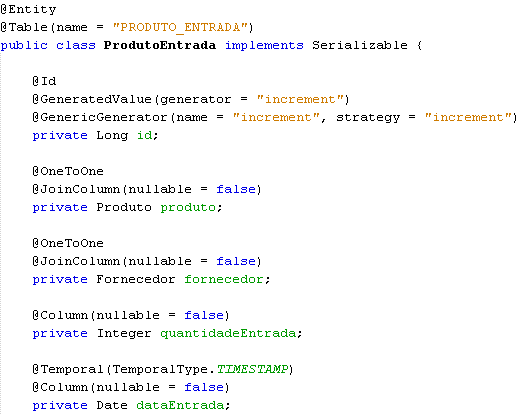 @Entity
@Table(name = "PRODUTO_ENTRADA")
public class ProdutoEntrada implements Serializable {
@Id
@GeneratedValue(generator = "increment")
@GenericGenerator(name = "increment", strategy = "increment")
private Long id;
@OneToOne
@JoinColumn(nullable = false)
private Produto produto;
@OneToOne
@JoinColumn(nullable = false)
private Fornecedor fornecedor;
@Column(nullable = false)
private Integer quantidadeEntrada;
@Temporal(TemporalType.TIMESTAMP)
@Column(nullable = false)
private Date dataEntrada;